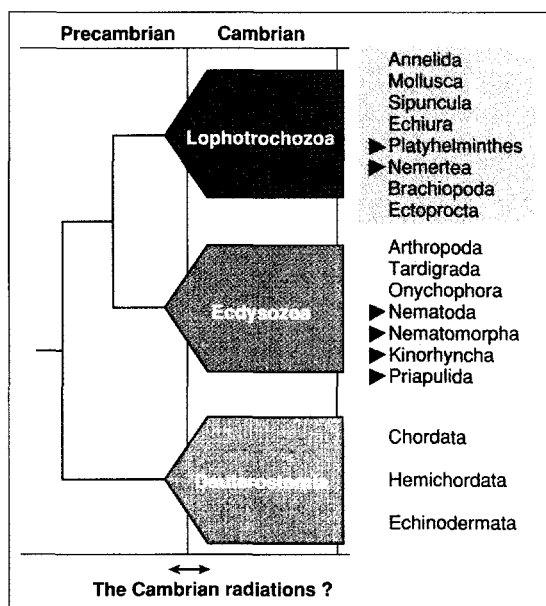 Precambrian Cambrian
Lophotrochozoa
Annelida
Mollusca
Sipuncula
Echiura
Platyhelminthes
Nemertea
Brachiopoda
Ectoprocta
Ecdysozoa
Arthropoda
Tardigrada
Onychophora
Nematoda
Nematomorpha
Kinorhyncha
Priapulida
Deuterostomia
Chordata
Hemichordata
Echinodermata
The Cambrian radiations ?